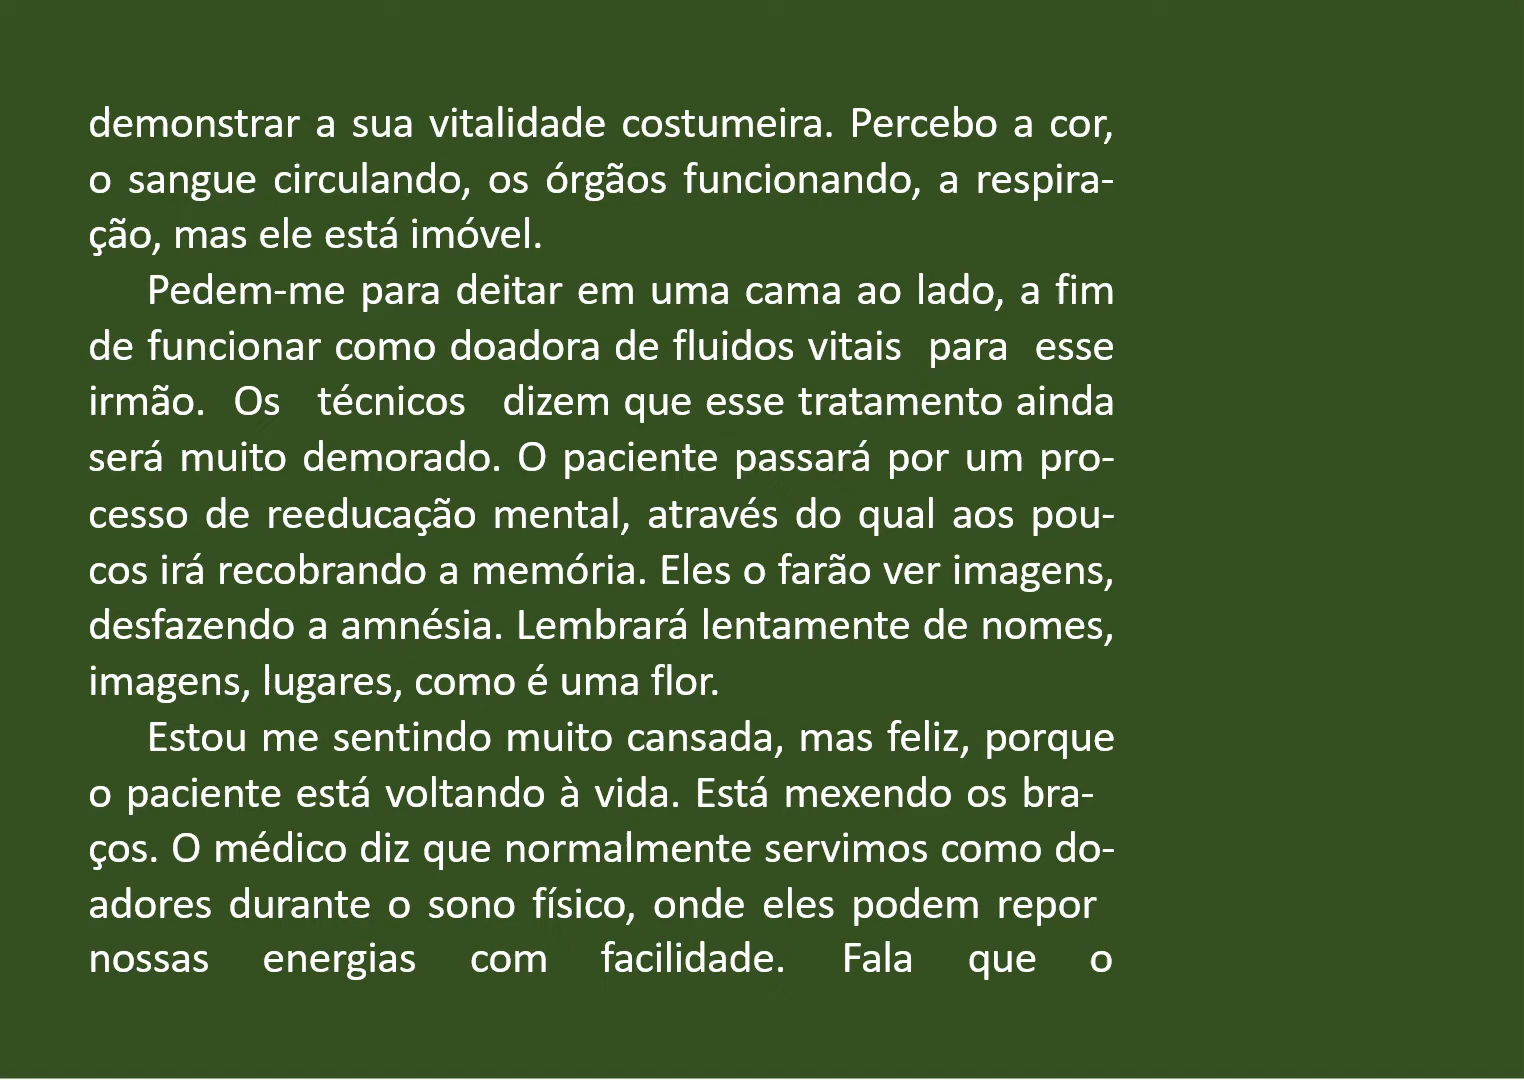 demonstrar a sua vitalidade costumeira. Percebo a cor,
o sangue circulando, os órgãos funcionando, a respira-
ção, mas ele está imóvel.
Pedem-me para deitar em uma cama ao lado, a fim
de funcionar como doadora de fluidos vitais para esse
irmão. Os técnicos dizem que esse tratamento ainda
será muito demorado. O paciente passará por um pro-
cesso de reeducação mental, através do qual aos pou-
cos irá recobrando a memória. Eles o farão ver imagens,
desfazendo a amnésia. Lembrará lentamente de nomes,
imagens, lugares, como é uma flor.
Estou me sentindo muito cansada, mas feliz, porque
o paciente está voltando à vida. Está mexendo os bra-
ços. O médico diz que normalmente servimos como do-
adores durante o sono físico, onde eles podem repor
nossas energias com facilidade. Fala que o